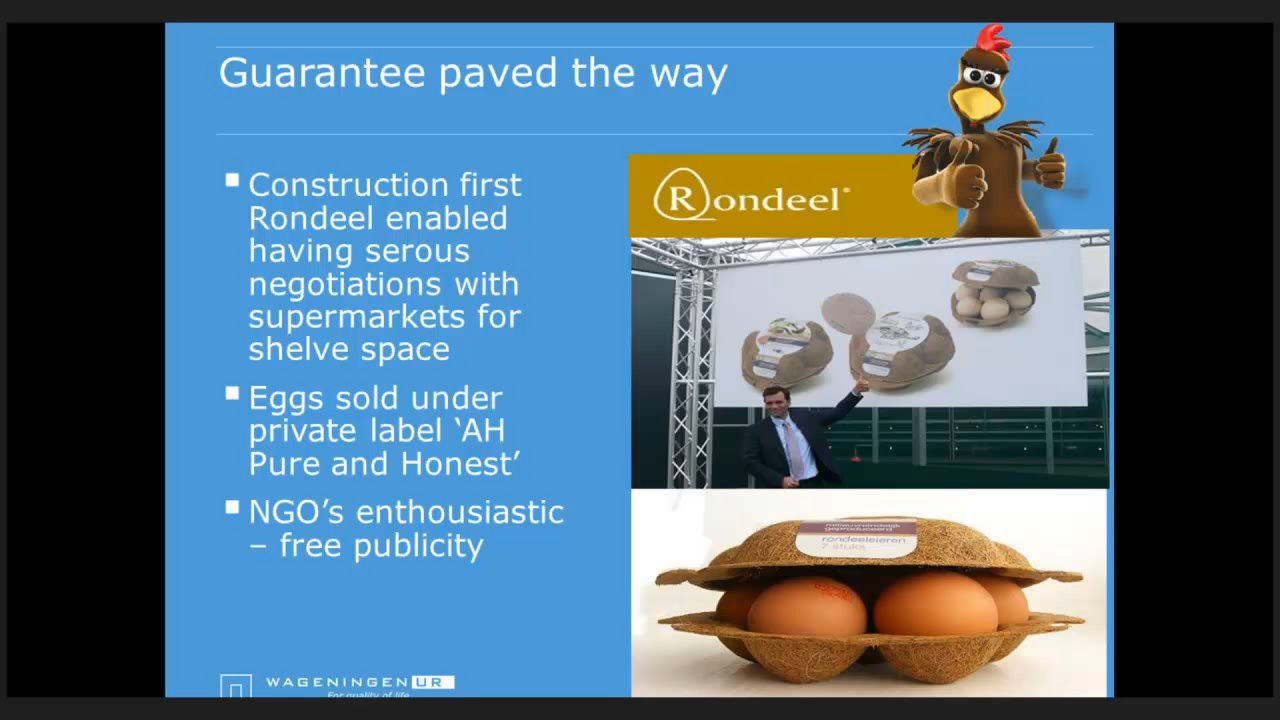 Guarantee paved the way
Construction first
Rondeel enabled
having serous
negotiations with
supermarkets for
shelve space
Eggs sold under
private label ‘AH
Pure and Honest’
NGO’s enthousiastic
– free publicity
Rondeel®
milieuvriendelijk
geproduceerd
rondeeleieren
7 stuks
WAGENINGEN UR
For quality of life